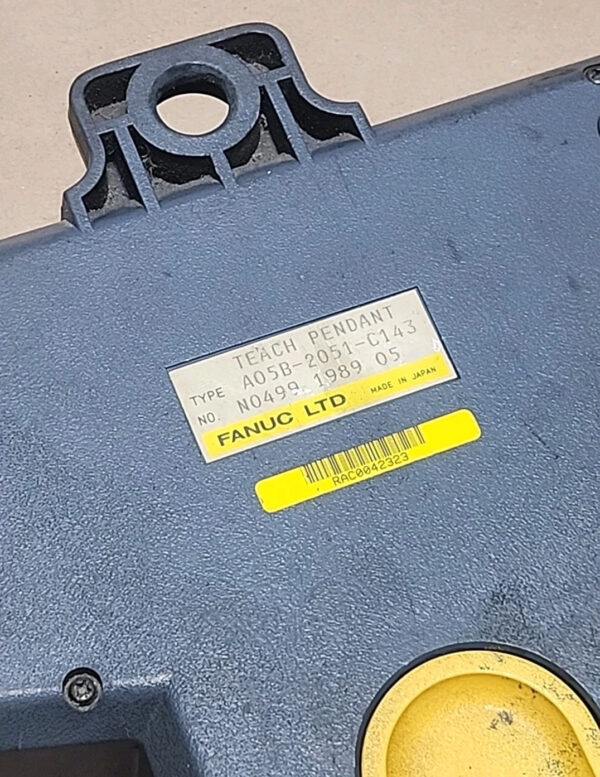 TEACH PENDANT
TYPE A05B-2051-C143
NO. N0499 1989 05
FANUC LTD MADE IN JAPAN
RAC0042323